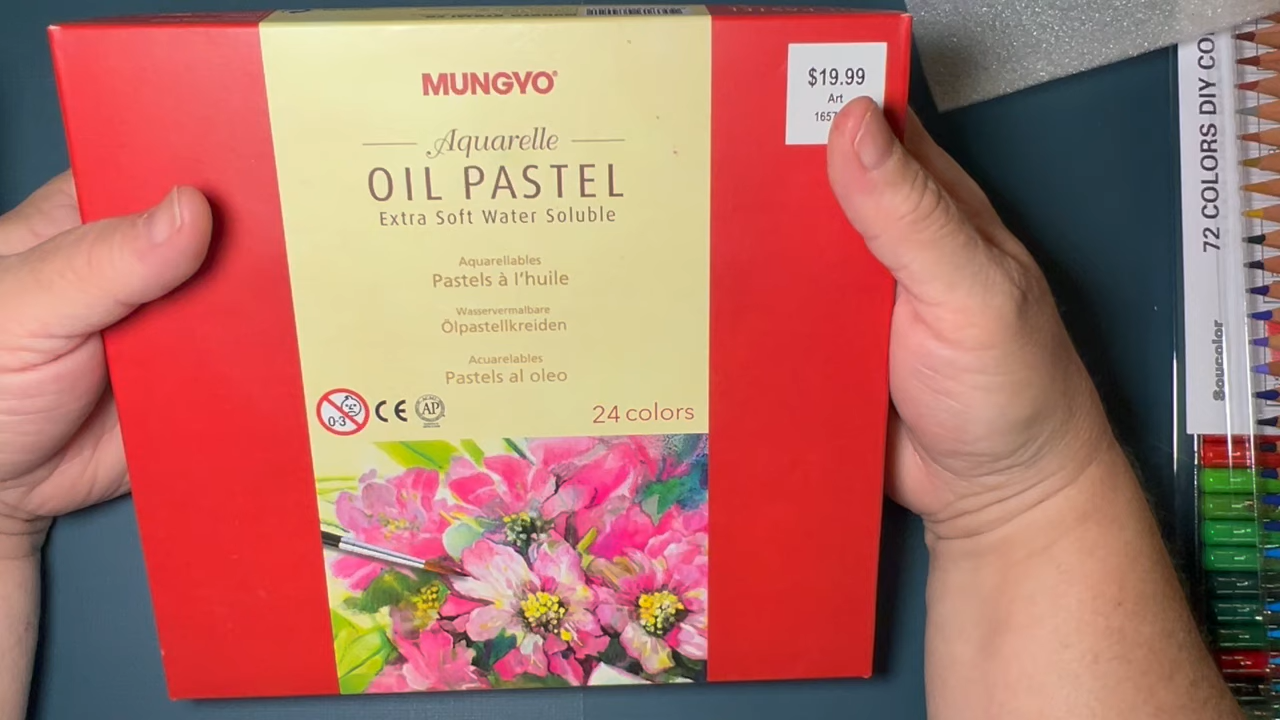 MUNGYO®
Aquarelle
OIL PASTEL
Extra Soft Water Soluble
Aquarellables
Pastels à l'huile
Wasservermalbare
Ölpastellkreiden
Acuarelables
Pastels al oleo
0-3
CE
AP
24 colors
$19.99
Art
72 COLORS DIY
Soucolor